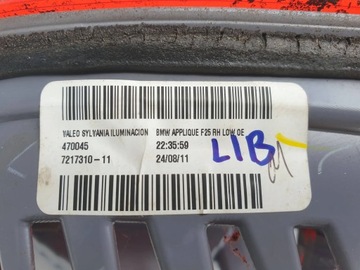 VALEO SYLVANIA ILUMINACION BMW APPLIQUE F25 RH LOW OE
470045 22:35:59
7217310-11 24/08/11
LIB